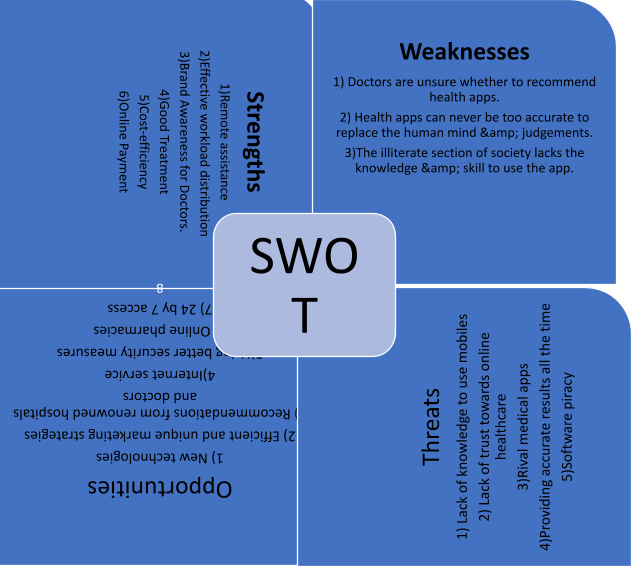 Strengths
1)Remote assistance
2)Effective workload distribution
3)Brand Awareness for Doctors.
4)Good Treatment
5)Cost-efficiency
6)Online Payment
Weaknesses
1) Doctors are unsure whether to recommend
health apps.
2) Health apps can never be too accurate to
replace the human mind &amp; judgements.
3)The illiterate section of society lacks the
knowledge &amp; skill to use the app.
SWO
T
Opportunities
1) New technologies
2) Efficient and unique marketing strategies
) Recommendations from renowned hospitals
and doctors
4)Internet service
better security measures
Online pharmacies
7) 24 by 7 access
8
Threats
1) Lack of knowledge to use mobiles
2) Lack of trust towards online
healthcare
3)Rival medical apps
4)Providing accurate results all the time
5)Software piracy